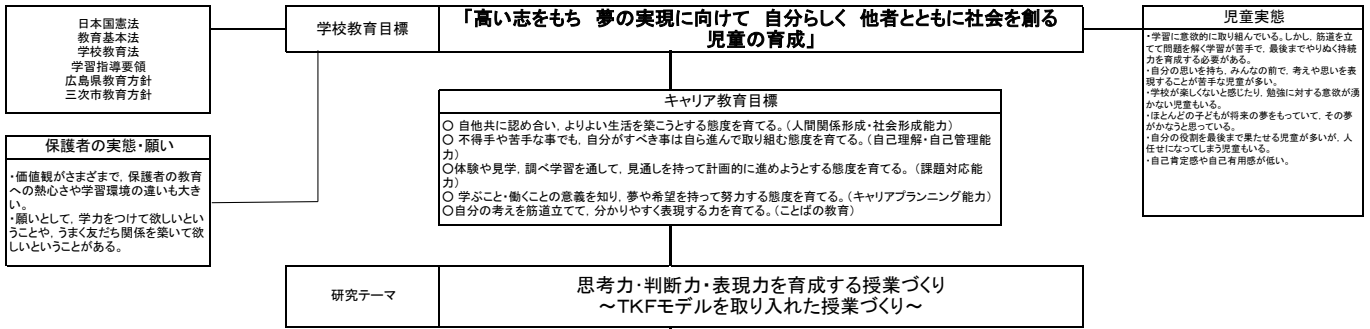 日本国憲法
教育基本法
学校教育法
学習指導要領
広島県教育方針
三次市教育方針
学校教育目標
「高い志をもち　夢の実現に向けて　自分らしく　他者とともに社会を創る
児童の育成」
児童実態
・学習に意欲的に取り組んでいる。しかし，筋道を立
てて問題を解く学習が苦手で，最後までやりぬく持続
力を育成する必要がある。
・自分の思いを持ち，みんなの前で，考えや思いを表
現することが苦手な児童が多い。
・学校が楽しくないと感じたり，勉強に対する意欲が湧
かない児童もいる。
・ほとんどの子どもが将来の夢をもっていて，その夢
がかなうと思っている。
・自分の役割を最後まで果たせる児童が多いが，人
任せになってしまう児童もいる。
・自己肯定感や自己有用感が低い。
キャリア教育目標
○ 自他共に認め合い，よりよい生活を築こうとする態度を育てる。（人間関係形成・社会形成能力）
○ 不得手や苦手な事でも，自分がすべき事は自ら進んで取り組む態度を育てる。（自己理解・自己管理能
力）
○体験や見学，調べ学習を通して，見通しを持って計画的に進めようとする態度を育てる。 （課題対応能
力）
○ 学ぶこと・働くことの意義を知り，夢や希望を持って努力する態度を育てる。（キャリアプランニング能力）
○自分の考えを筋道立てて，分かりやすく表現する力を育てる。（ことばの教育）
保護者の実態・願い
・価値観がさまざまで，保護者の教育
への熱心さや学習環境の違いも大き
い。
・願いとして，学力をつけて欲しいとい
うことや，うまく友だち関係を築いて欲
しいということがある。
研究テーマ
思考力・判断力・表現力を育成する授業づくり
～TKFモデルを取り入れた授業づくり～